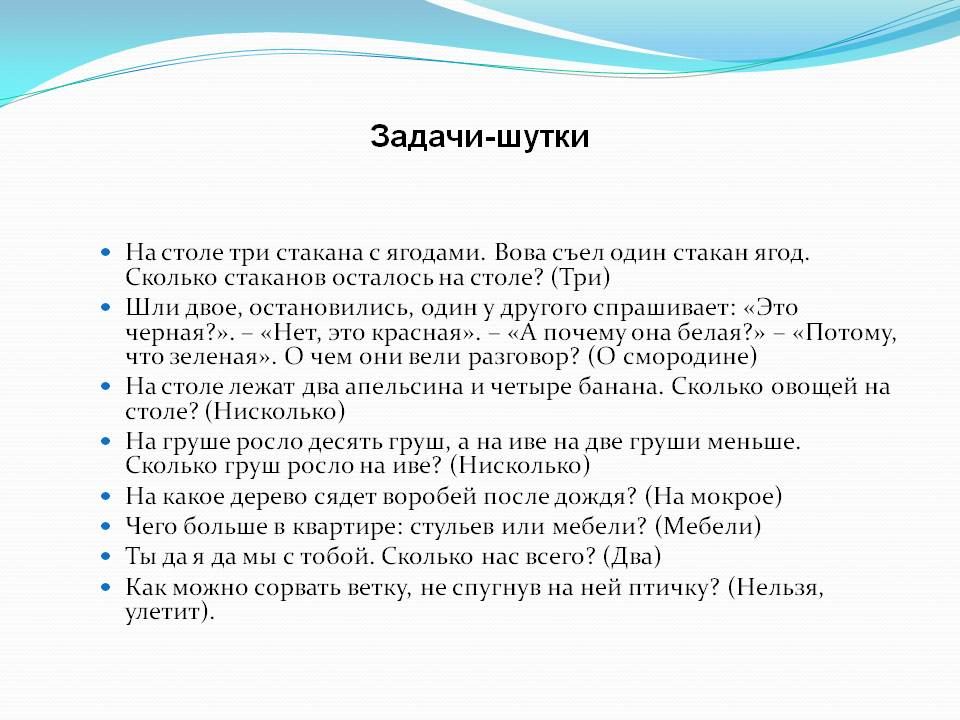 Задачи-шутки
• На столе три стакана с ягодами. Вова съел один стакан ягод.
Сколько стаканов осталось на столе? (Три)
• Шли двое, остановились, один у другого спрашивает: «Это
черная?». – «Нет, это красная». – «А почему она белая?» – «Потому,
что зеленая». О чем они вели разговор? (О смородине)
• На столе лежат два апельсина и четыре банана. Сколько овощей на
столе? (Нисколько)
• На груше росло десять груш, а на иве на две груши меньше.
Сколько груш росло на иве? (Нисколько)
• На какое дерево сядет воробей после дождя? (На мокрое)
• Чего больше в квартире: стульев или мебели? (Мебели)
• Ты да я да мы с тобой. Сколько нас всего? (Два)
• Как можно сорвать ветку, не спугнув на ней птичку? (Нельзя,
улетит).